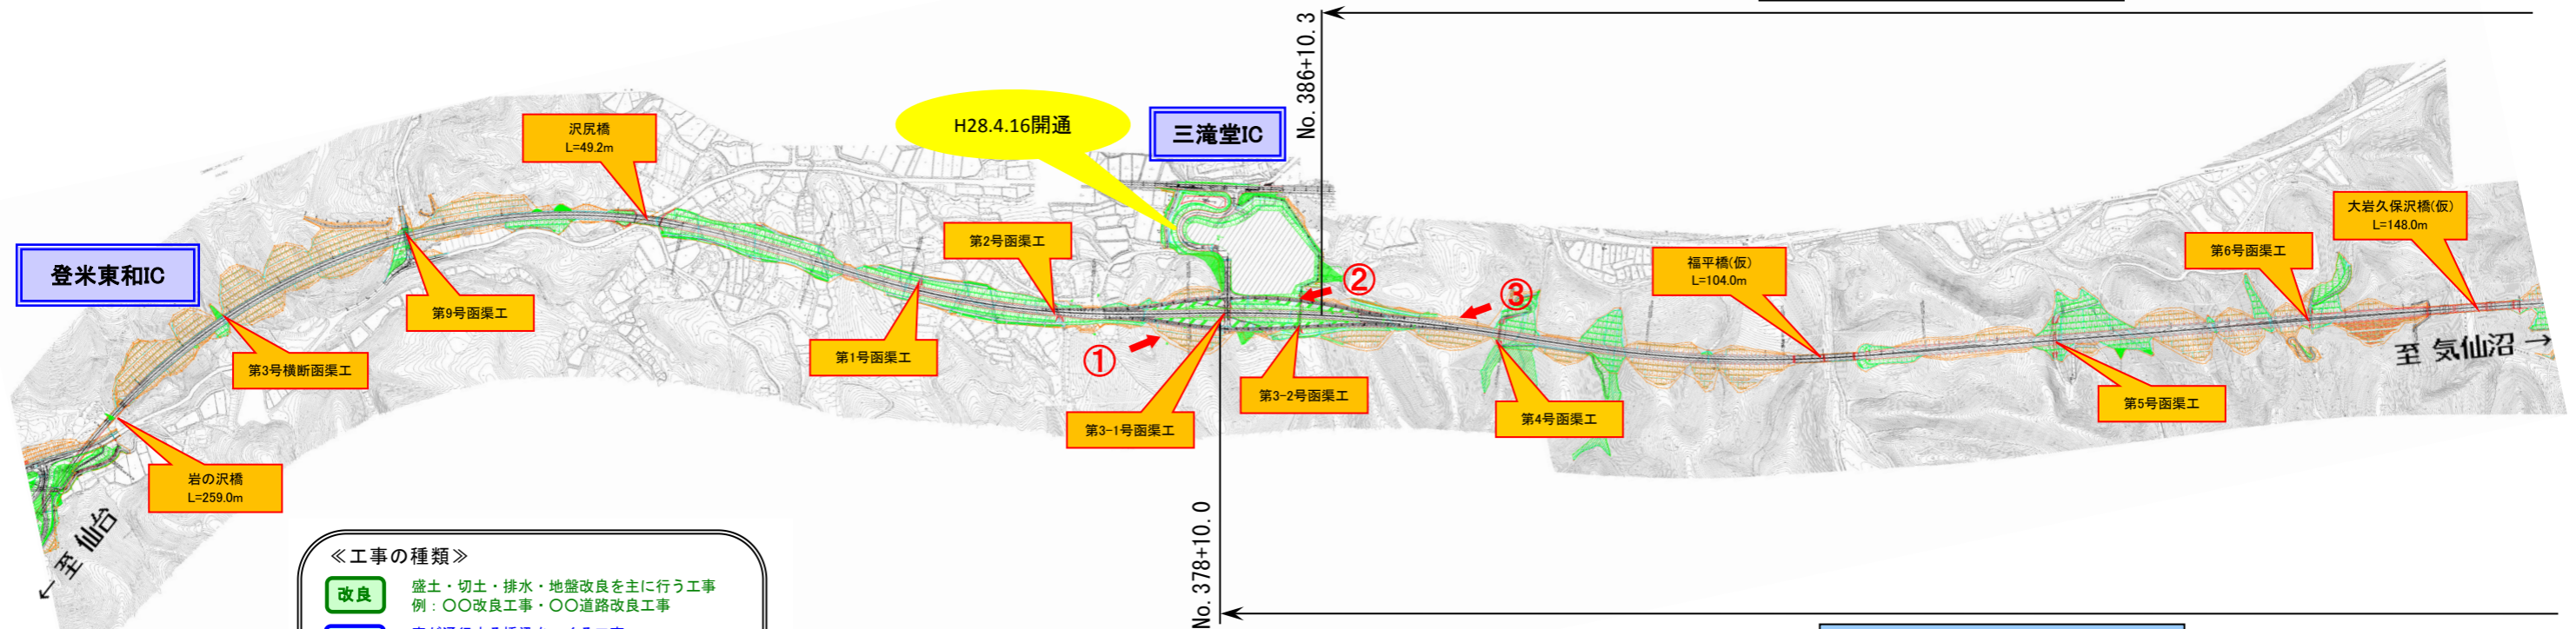 No. 386+10. 3
沢尻橋
L=49.2m
H28.4.16開通
三滝堂IC
登米東和IC
第2号函渠工
大岩久保沢橋(仮)
L=148.0m
第6号函渠工
福平橋(仮)
L=104.0m
②
③
①
第9号函渠工
第3号横断函渠工
第1号函渠工
第3-1号函渠工
第3-2号函渠工
第4号函渠工
第5号函渠工
至 気仙沼 →
岩の沢橋
L=259.0m
← 至 仙台
No. 378+10. 0
≪工事の種類≫
改良
盛土・切土・排水・地盤改良を主に行う工事
例：〇〇改良工事・〇〇道路改良工事